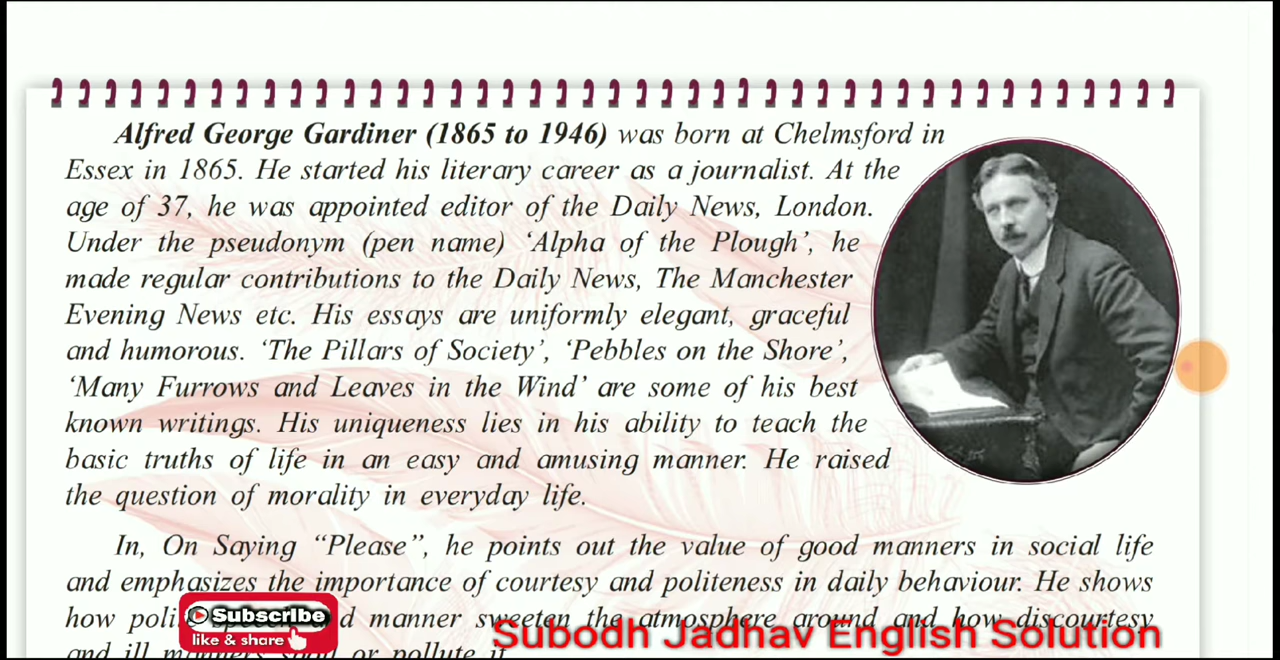 Alfred George Gardiner (1865 to 1946) was born at Chelmsford in
Essex in 1865. He started his literary career as a journalist. At the
age of 37, he was appointed editor of the Daily News, London.
Under the pseudonym (pen name) ‘Alpha of the Plough’, he
made regular contributions to the Daily News, The Manchester
Evening News etc. His essays are uniformly elegant, graceful
and humorous. ‘The Pillars of Society’, ‘Pebbles on the Shore’,
‘Many Furrows and Leaves in the Wind’ are some of his best
known writings. His uniqueness lies in his ability to teach the
basic truths of life in an easy and amusing manner. He raised
the question of morality in everyday life.
In, On Saying “Please”, he points out the value of good manners in social life
and emphasizes the importance of courtesy and politeness in daily behaviour. He shows
how manner sweeten the atmosphere around and how discourtesy
and ill or pollute it
Subscribe
like & share
Subodh Jadhav English Solution